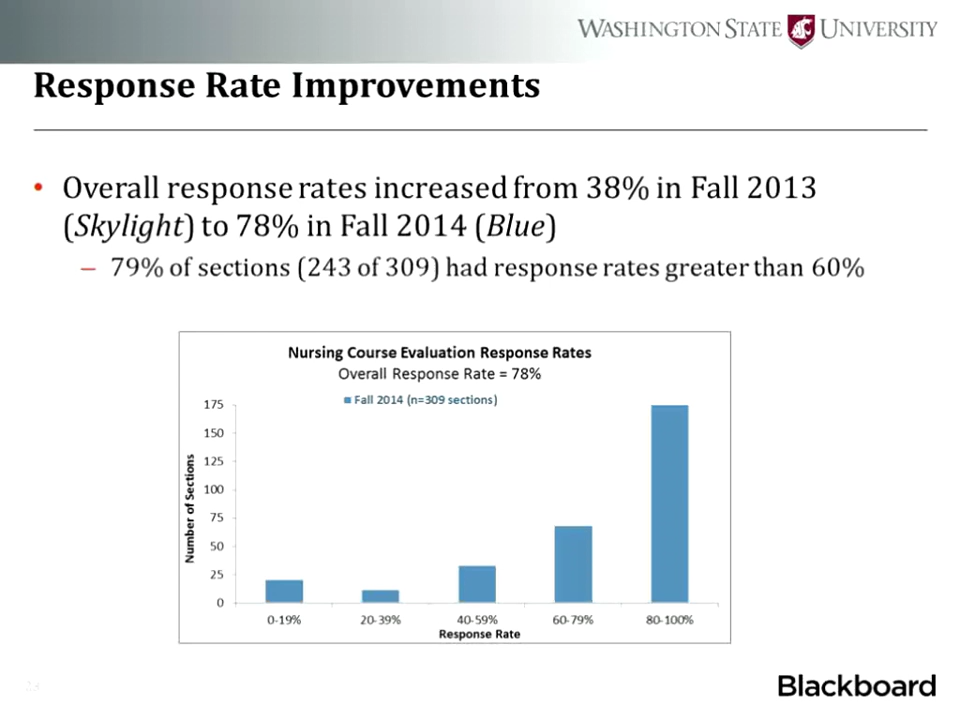 WASHINGTON STATE UNIVERSITY
Response Rate Improvements
• Overall response rates increased from 38% in Fall 2013
(Skylight) to 78% in Fall 2014 (Blue)
– 79% of sections (243 of 309) had response rates greater than 60%
Nursing Course Evaluation Response Rates
Overall Response Rate = 78%
Fall 2014 (n=309 sections)
175
150
125
100
75
50
25
0
Number of Sections
0-19% 20-39% 40-59% 60-79% 80-100%
Response Rate
Blackboard